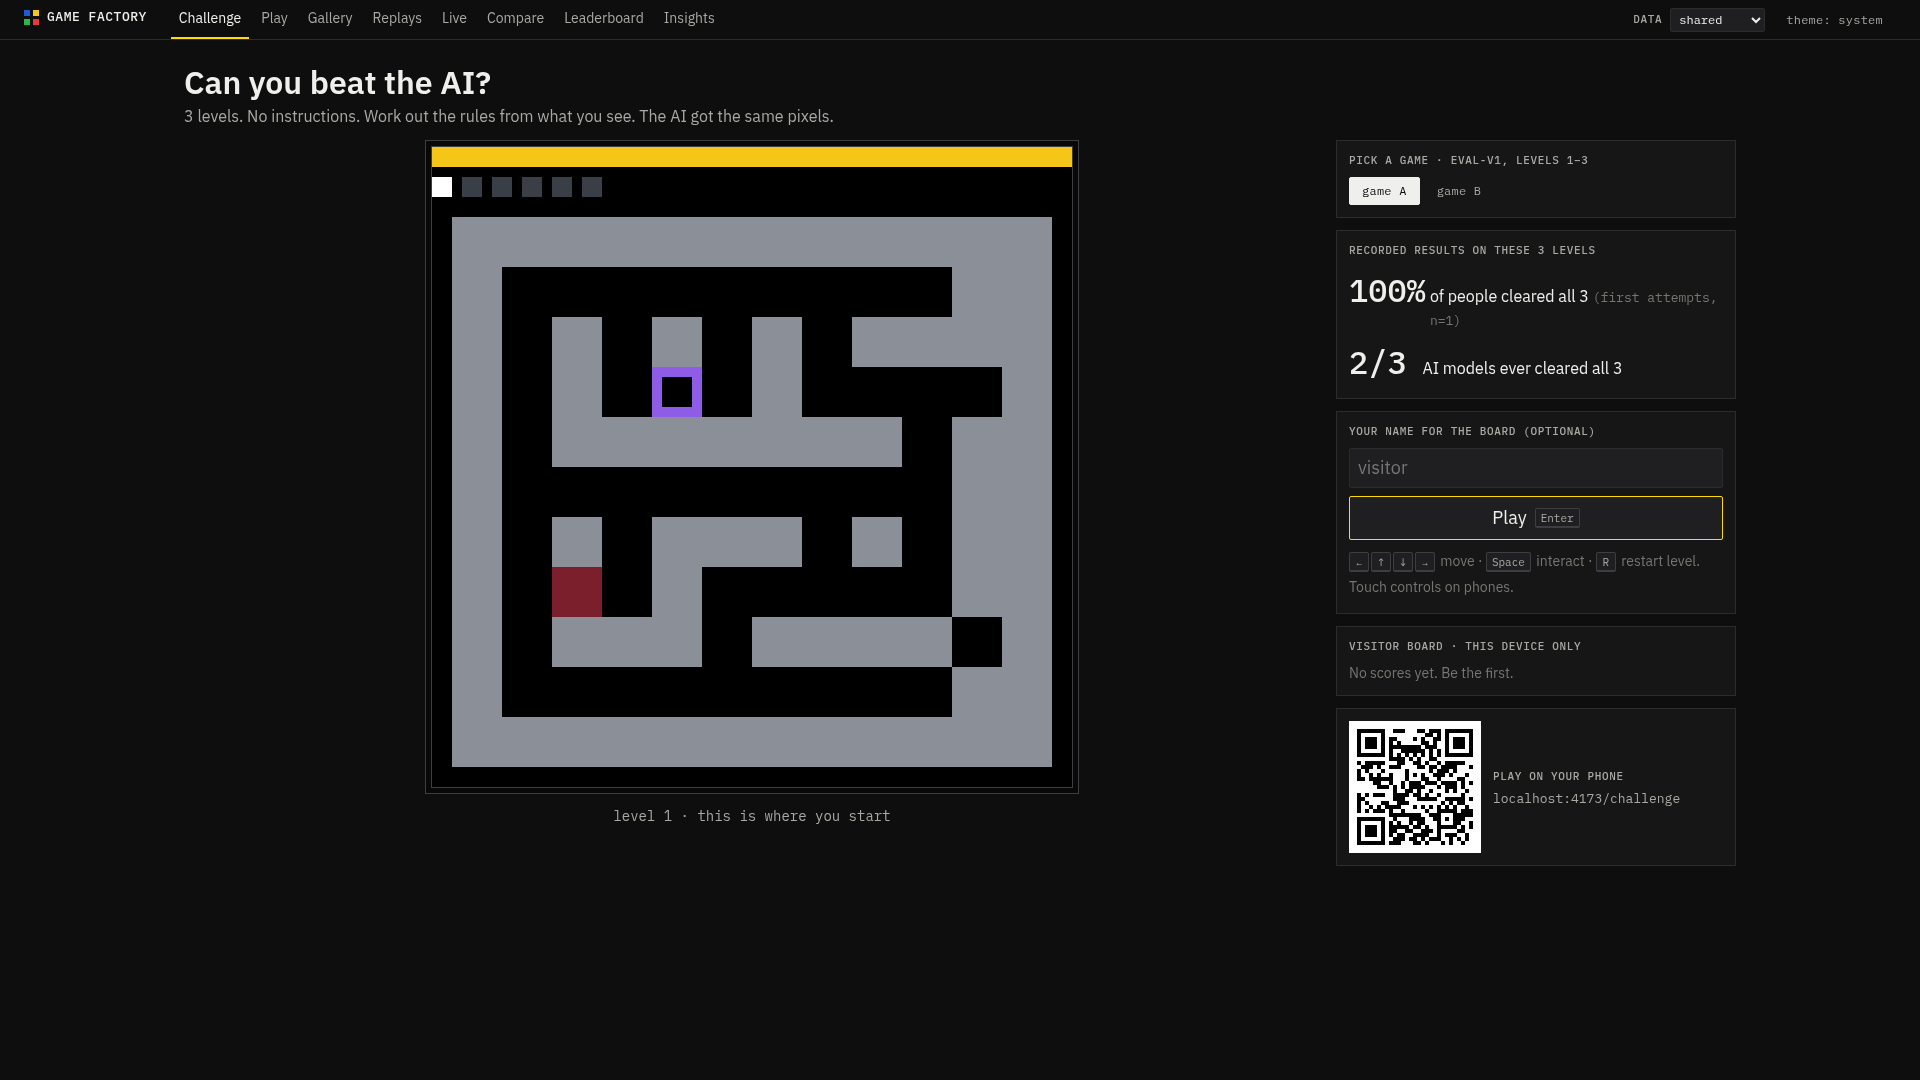 GAME FACTORY Challenge Play Gallery Replays Live Compare Leaderboard Insights DATA shared theme: system
Can you beat the AI?
3 levels. No instructions. Work out the rules from what you see. The AI got the same pixels.
level 1 · this is where you start
PICK A GAME · EVAL-V1, LEVELS 1–3
game A game B
RECORDED RESULTS ON THESE 3 LEVELS
100% of people cleared all 3 (first attempts,
n=1)
2/3 AI models ever cleared all 3
YOUR NAME FOR THE BOARD (OPTIONAL)
visitor
Play Enter
← ↑ ↓ → move · Space interact · R restart level.
Touch controls on phones.
VISITOR BOARD · THIS DEVICE ONLY
No scores yet. Be the first.
PLAY ON YOUR PHONE
localhost:4173/challenge